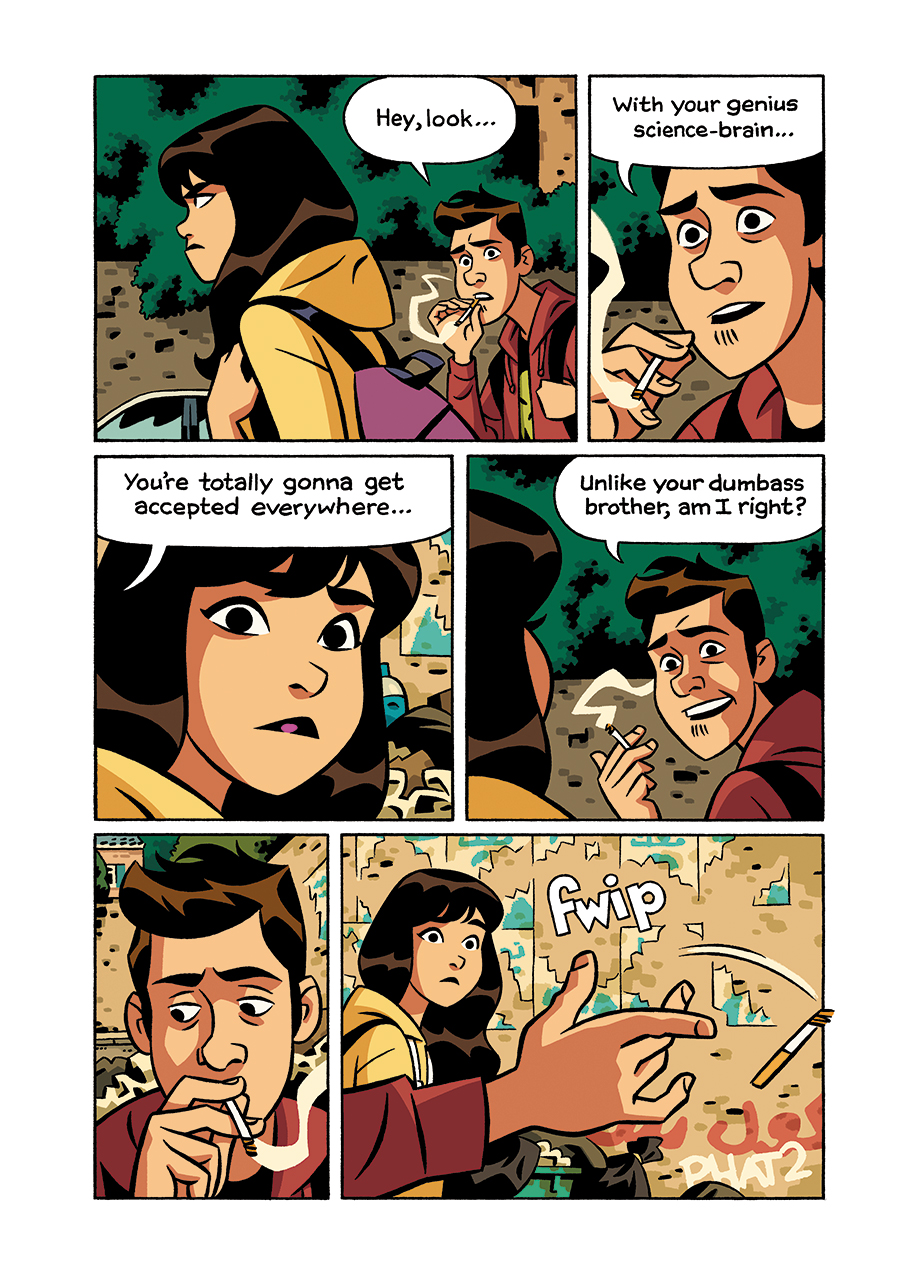 Hey, look...
With your genius
science-brain...
You're totally gonna get
accepted everywhere...
Unlike your dumbass
brother, am I right?
fwip
PHAT2